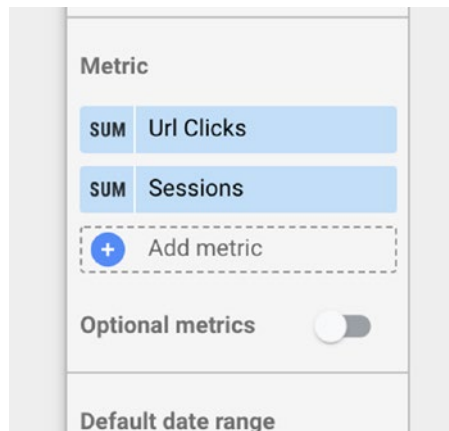 Metric
SUM Url Clicks
SUM Sessions
+ Add metric
Optional metrics
Default date range